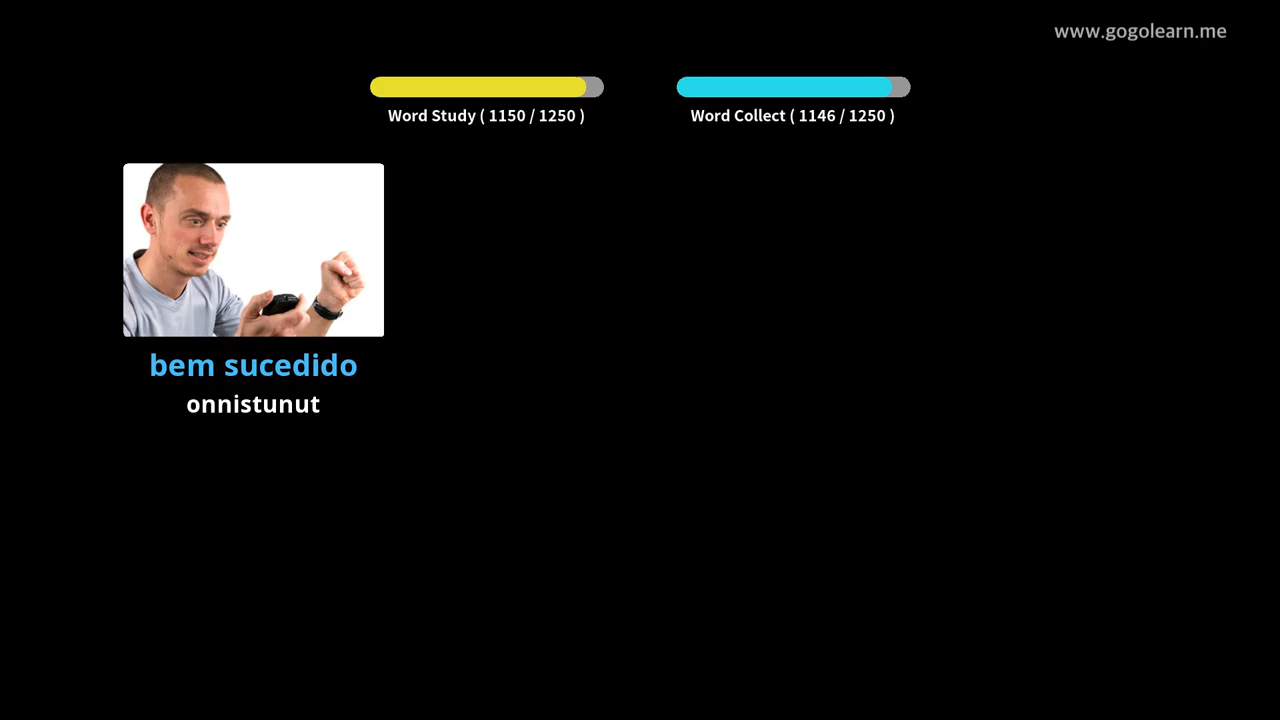 www.gogolearn.me
Word Study ( 1150 / 1250 )
Word Collect ( 1146 / 1250 )
bem sucedido
onnistunut